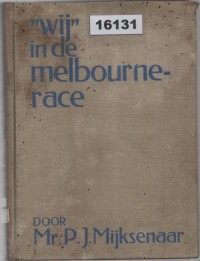 16131
"wij"
in de
melbourne-
race
DOOR
Mr. P. J. Mijksenaar